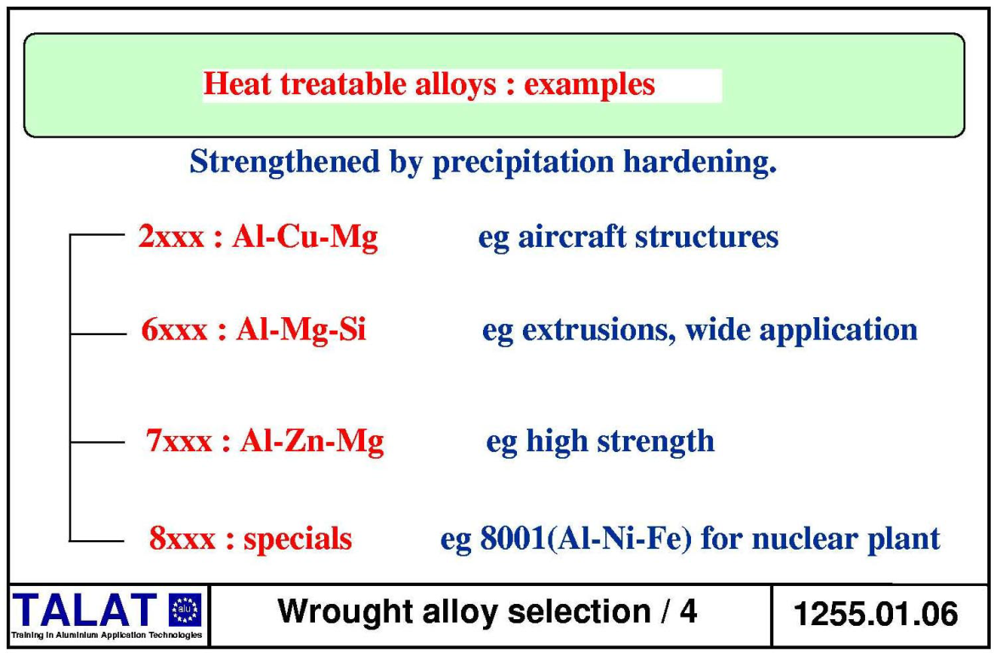 Heat treatable alloys : examples
Strengthened by precipitation hardening.
2xxx : Al-Cu-Mg eg aircraft structures
6xxx : Al-Mg-Si eg extrusions, wide application
7xxx : Al-Zn-Mg eg high strength
8xxx : specials eg 8001(Al-Ni-Fe) for nuclear plant
TALAT alu Wrought alloy selection / 4 1255.01.06
Training in Aluminium Application Technologies